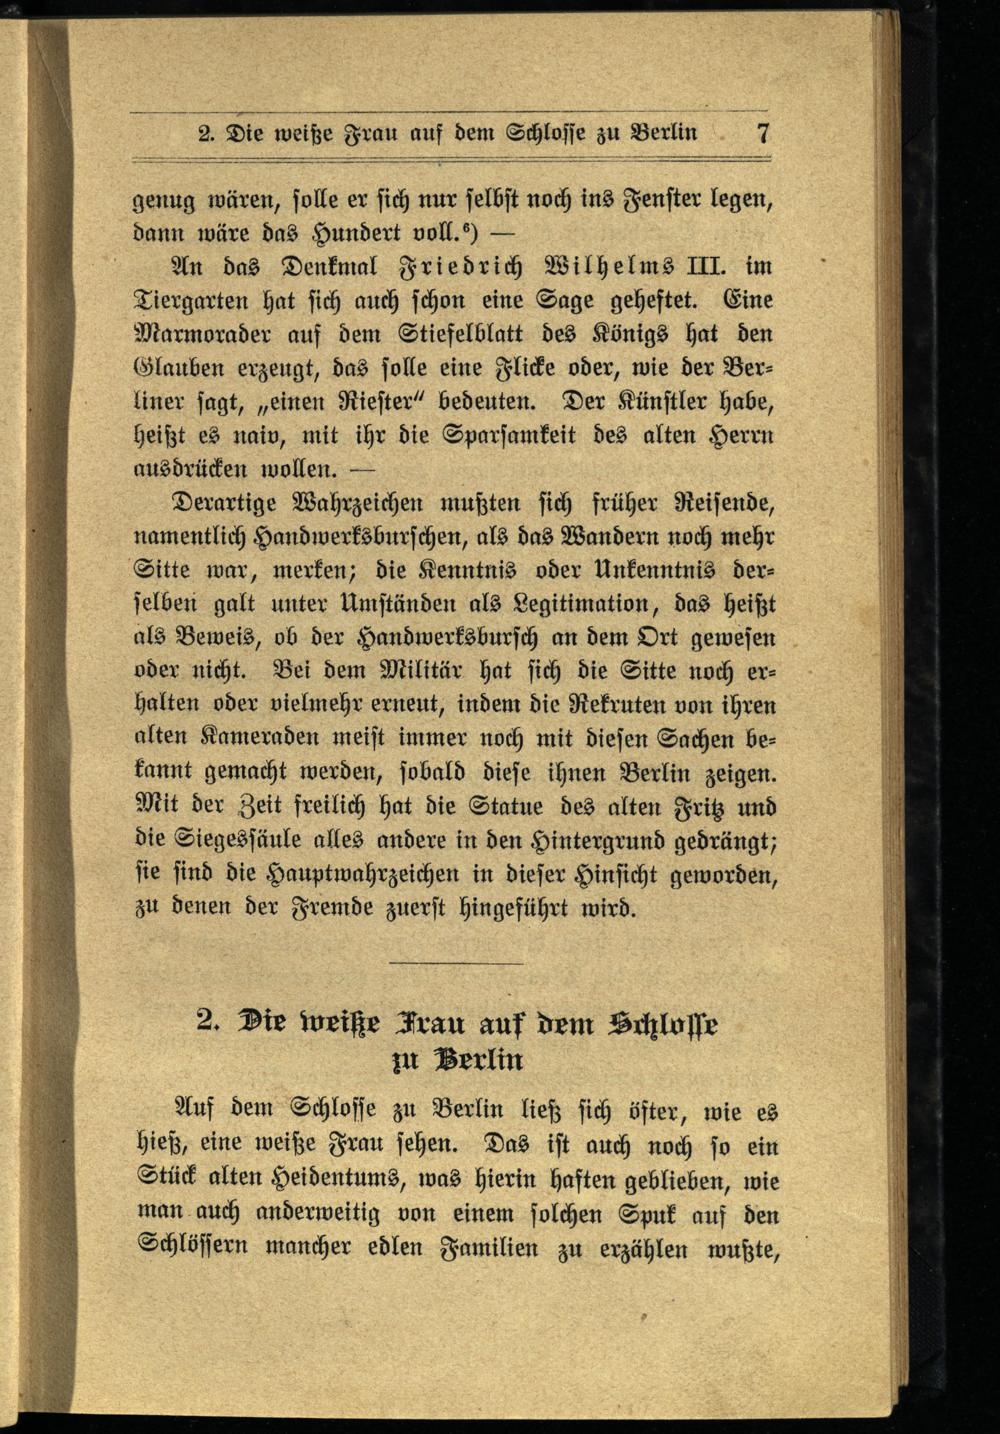 2. Die weiße Frau auf dem Schlosse zu Berlin 7
genug wären, solle er sich nur selbst noch ins Fenster legen,
dann wäre das Hundert voll.⁶) —
An das Denkmal Friedrich Wilhelms III. im
Tiergarten hat sich auch schon eine Sage geheftet. Eine
Marmorader auf dem Stiefelblatt des Königs hat den
Glauben erzeugt, das solle eine Flicke oder, wie der Ber-
liner sagt, „einen Riester“ bedeuten. Der Künstler habe,
heißt es naiv, mit ihr die Sparsamkeit des alten Herrn
ausdrücken wollen. —
Derartige Wahrzeichen mußten sich früher Reisende,
namentlich Handwerksburschen, als das Wandern noch mehr
Sitte war, merken; die Kenntnis oder Unkenntnis der-
selben galt unter Umständen als Legitimation, das heißt
als Beweis, ob der Handwerksbursch an dem Ort gewesen
oder nicht. Bei dem Militär hat sich die Sitte noch er-
halten oder vielmehr erneut, indem die Rekruten von ihren
alten Kameraden meist immer noch mit diesen Sachen be-
kannt gemacht werden, sobald diese ihnen Berlin zeigen.
Mit der Zeit freilich hat die Statue des alten Fritz und
die Siegessäule alles andere in den Hintergrund gedrängt;
sie sind die Hauptwahrzeichen in dieser Hinsicht geworden,
zu denen der Fremde zuerst hingeführt wird.
2. Die weiße Frau auf dem Schlosse
zu Berlin
Auf dem Schlosse zu Berlin ließ sich öfter, wie es
hieß, eine weiße Frau sehen. Das ist auch noch so ein
Stück alten Heidentums, was hierin haften geblieben, wie
man auch anderweitig von einem solchen Spuk auf den
Schlössern mancher edlen Familien zu erzählen wußte,